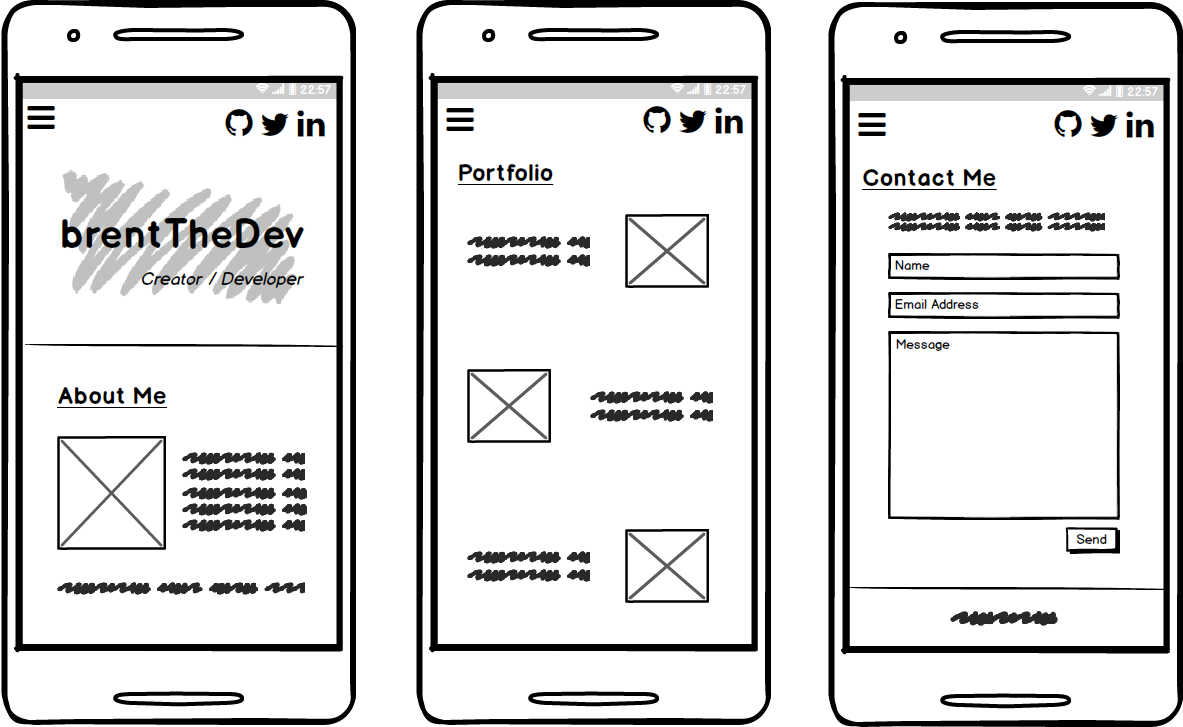 22:57
in
brentTheDev
Creator / Developer
About Me
22:57
in
Portfolio
22:57
in
Contact Me
Name
Email Address
Message
Send